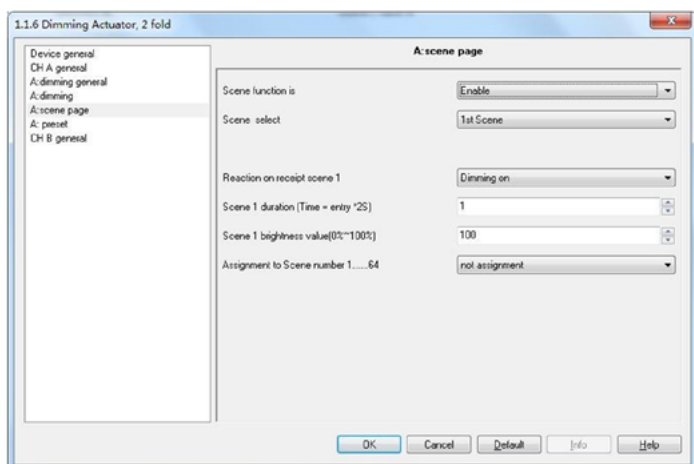 1.1.6 Dimming Actuator, 2 fold
Device general
CH A general
A:dimming general
A:dimming
A:scene page
A: preset
CH B general
A:scene page
Scene function is
Enable
Scene select
1st Scene
Reaction on receipt scene 1
Dimming on
Scene 1 duration (Time = entry *2S)
1
Scene 1 brightness value(0%~100%)
100
Assignment to Scene number 1......64
not assignment
OK
Cancel
Default
Info
Help